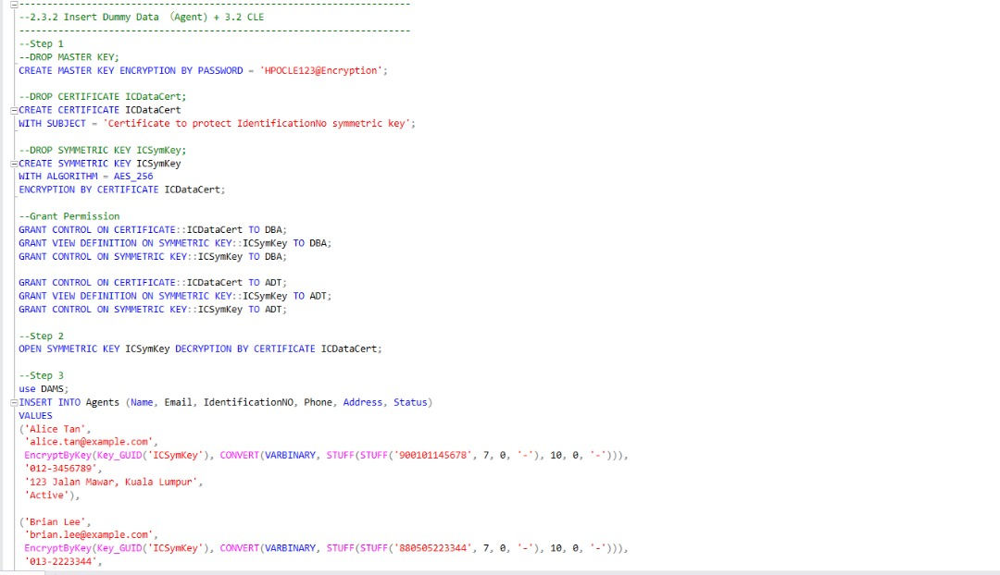 ----------------------------------------------------------------------
--2.3.2 Insert Dummy Data （Agent) + 3.2 CLE
----------------------------------------------------------------------
--Step 1
--DROP MASTER KEY;
CREATE MASTER KEY ENCRYPTION BY PASSWORD = 'HPOCLE123@Encryption';
--DROP CERTIFICATE ICDataCert;
CREATE CERTIFICATE ICDataCert
WITH SUBJECT = 'Certificate to protect IdentificationNo symmetric key';
--DROP SYMMETRIC KEY ICSymKey;
CREATE SYMMETRIC KEY ICSymKey
WITH ALGORITHM = AES_256
ENCRYPTION BY CERTIFICATE ICDataCert;
--Grant Permission
GRANT CONTROL ON CERTIFICATE::ICDataCert TO DBA;
GRANT VIEW DEFINITION ON SYMMETRIC KEY::ICSymKey TO DBA;
GRANT CONTROL ON SYMMETRIC KEY::ICSymKey TO DBA;
GRANT CONTROL ON CERTIFICATE::ICDataCert TO ADT;
GRANT VIEW DEFINITION ON SYMMETRIC KEY::ICSymKey TO ADT;
GRANT CONTROL ON SYMMETRIC KEY::ICSymKey TO ADT;
--Step 2
OPEN SYMMETRIC KEY ICSymKey DECRYPTION BY CERTIFICATE ICDataCert;
--Step 3
use DAMS;
INSERT INTO Agents (Name, Email, IdentificationNO, Phone, Address, Status)
VALUES
('Alice Tan',
'alice.tan@example.com',
EncryptByKey(Key_GUID('ICSymKey'), CONVERT(VARBINARY, STUFF(STUFF('900101145678', 7, 0, '-'), 10, 0, '-'))),
'012-3456789',
'123 Jalan Mawar, Kuala Lumpur',
'Active'),
('Brian Lee',
'brian.lee@example.com',
EncryptByKey(Key_GUID('ICSymKey'), CONVERT(VARBINARY, STUFF(STUFF('880505223344', 7, 0, '-'), 10, 0, '-'))),
'013-2223344',